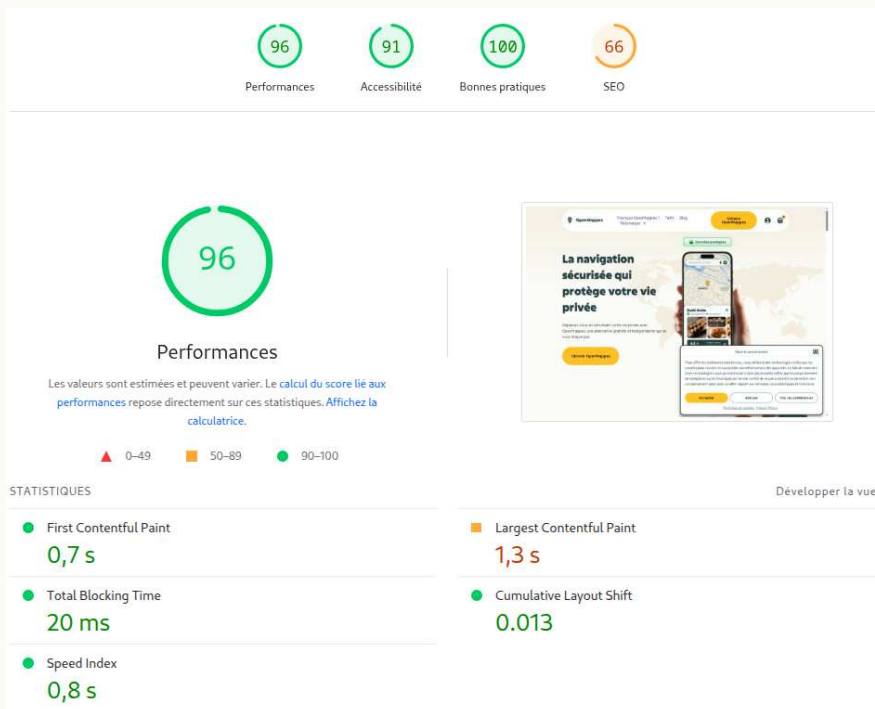 96
91
100
66
Performances
Accessibilité
Bonnes pratiques
SEO
96
Performances
Les valeurs sont estimées et peuvent varier. Le calcul du score lié aux
performances repose directement sur ces statistiques. Affichez la
calculatrice.
0–49
50–89
90–100
La navigation
sécurisée qui
protège votre vie
privée
STATISTIQUES
Développer la vue
First Contentful Paint
0,7 s
Largest Contentful Paint
1,3 s
Total Blocking Time
20 ms
Cumulative Layout Shift
0.013
Speed Index
0,8 s